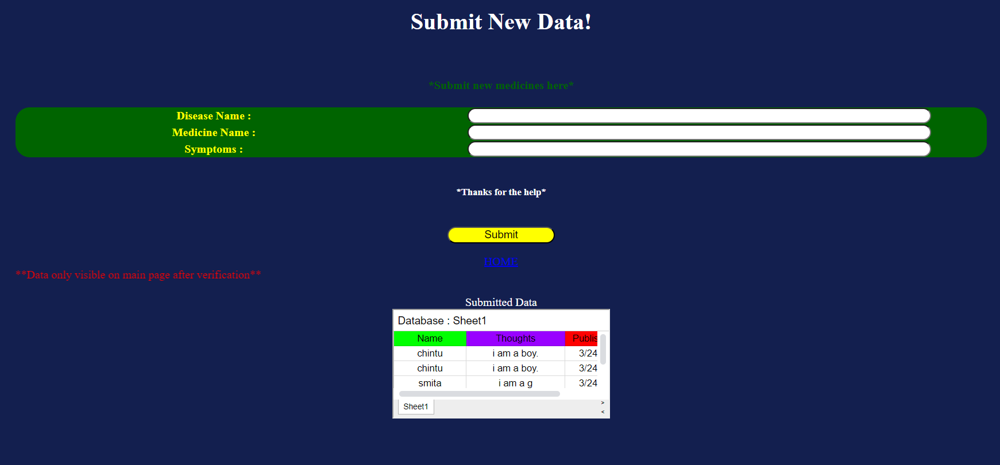 Submit New Data!
*Submit new medicines here*
Disease Name :
Medicine Name :
Symptoms :
*Thanks for the help*
Submit
HOME
**Data only visible on main page after verification**
Submitted Data
Database : Sheet1
Name Thoughts Publis
chintu i am a boy. 3/24
chintu i am a boy. 3/24
smita i am a g 3/24
Sheet1